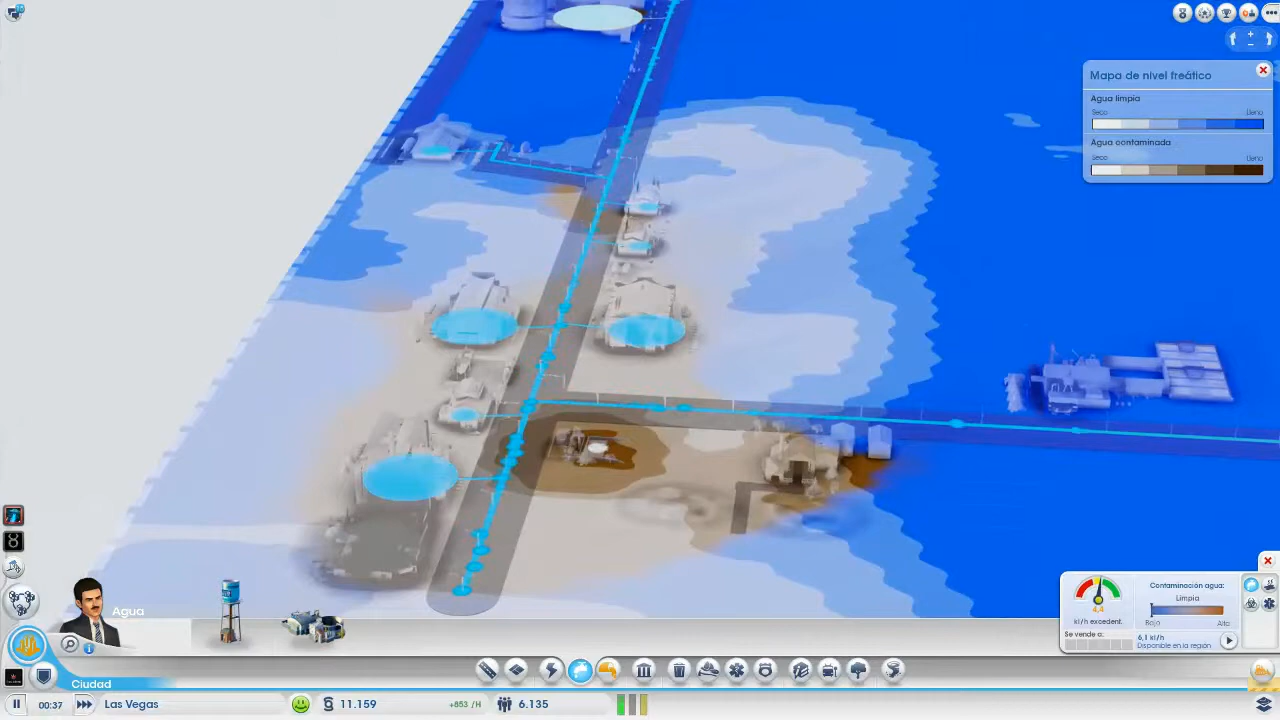 Mapa de nivel freático
Agua limpia
Seco Lleno
Agua contaminada
Seco Lleno
Agua
Contaminación agua:
Limpia
4,4
kl/h excedent.
Bajo Alto
Se vende a:
6,1 kl/h
Disponible en la región
Ciudad
00:37 Las Vegas 11.159 +853 /H 6.135